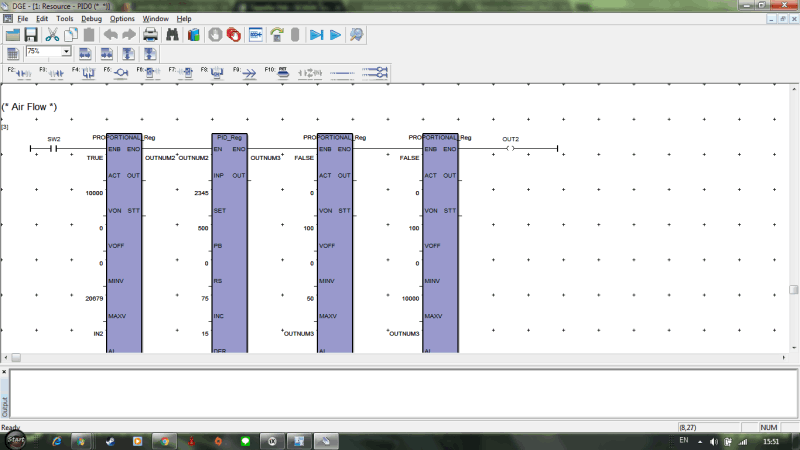 DGE - [1: Resource - PID0 (* *)]
File Edit Tools Debug Options Window Help
75%
F2: F3: F4: F5: F6: F7: F8: F9: F10:
(* Air Flow *)
[3]
SW2 PROPORTIONAL_Reg PID_Reg PROPORTIONAL_Reg PROPORTIONAL_Reg OUT2
ENB ENO EN ENO ENB ENO ENB ENO
TRUE OUTNUM2 OUTNUM2 OUTNUM3 FALSE FALSE
ACT OUT INP OUT ACT OUT ACT OUT
10000 2345 0 0
VON STT SET VON STT VON STT
0 500 100 100
VOFF PB VOFF VOFF
0 0 0 0
MINV RS MINV MINV
20679 75 50 10000
MAXV INC MAXV MAXV
IN2 15 OUTNUM3 OUTNUM3
AI DER AI AI
Output
Ready (8,27) NUM
Start EN 15:51